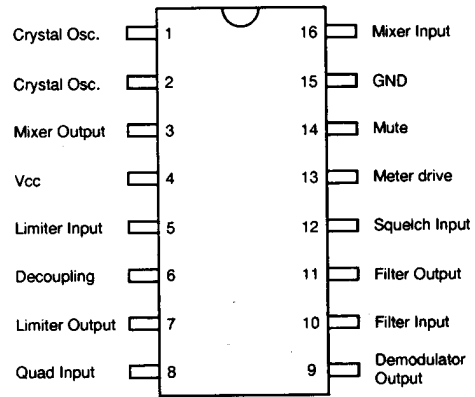 Crystal Osc. 1 16 Mixer Input
Crystal Osc. 2 15 GND
Mixer Output 3 14 Mute
Vcc 4 13 Meter drive
Limiter Input 5 12 Squelch Input
Decoupling 6 11 Filter Output
Limiter Output 7 10 Filter Input
Quad Input 8 9 Demodulator
Output